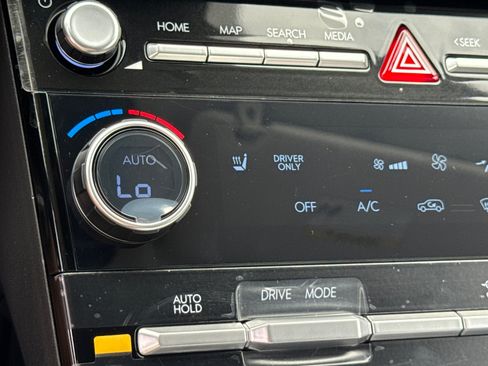 HOME MAP SEARCH MEDIA < SEEK
AUTO
Lo
DRIVER
ONLY
OFF A/C
AUTO
HOLD
DRIVE MODE